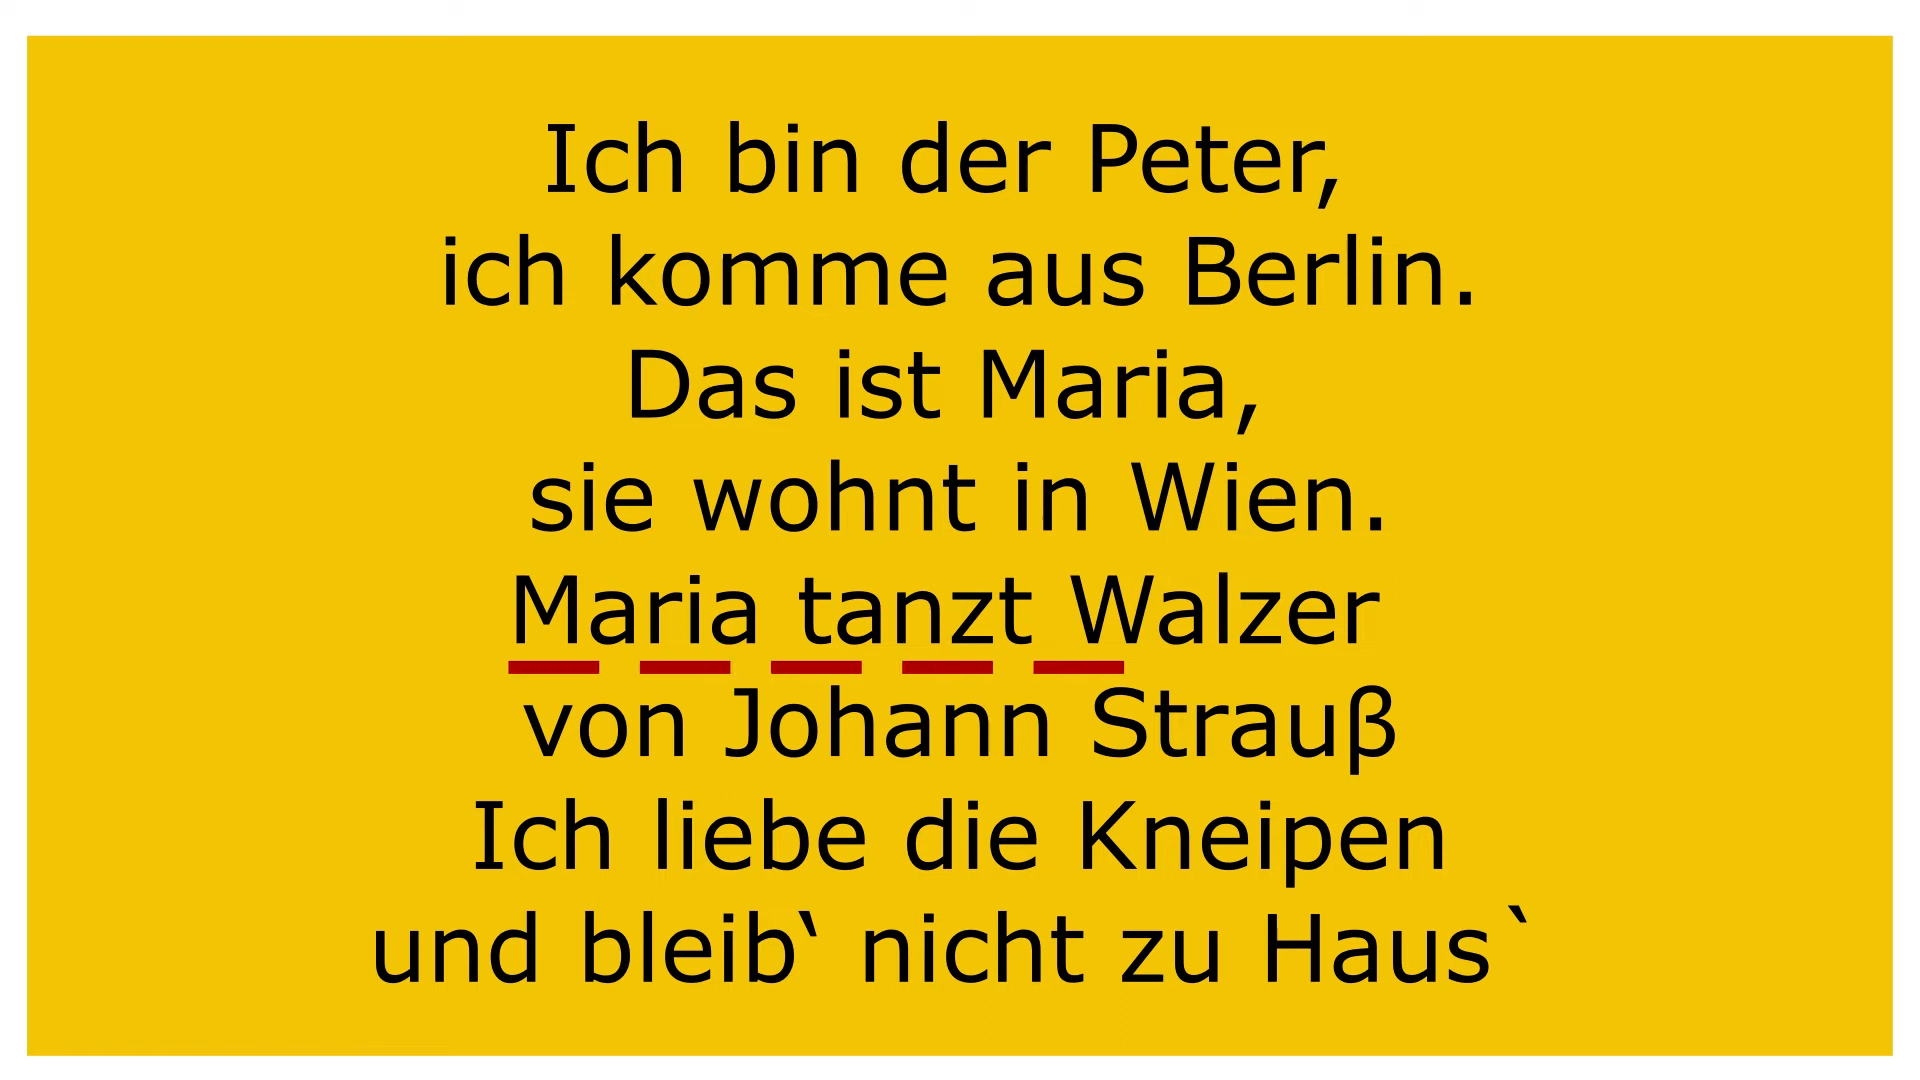 Ich bin der Peter,
ich komme aus Berlin.
Das ist Maria,
sie wohnt in Wien.
Maria tanzt Walzer
von Johann Strauß
Ich liebe die Kneipen
und bleib‛ nicht zu Haus`